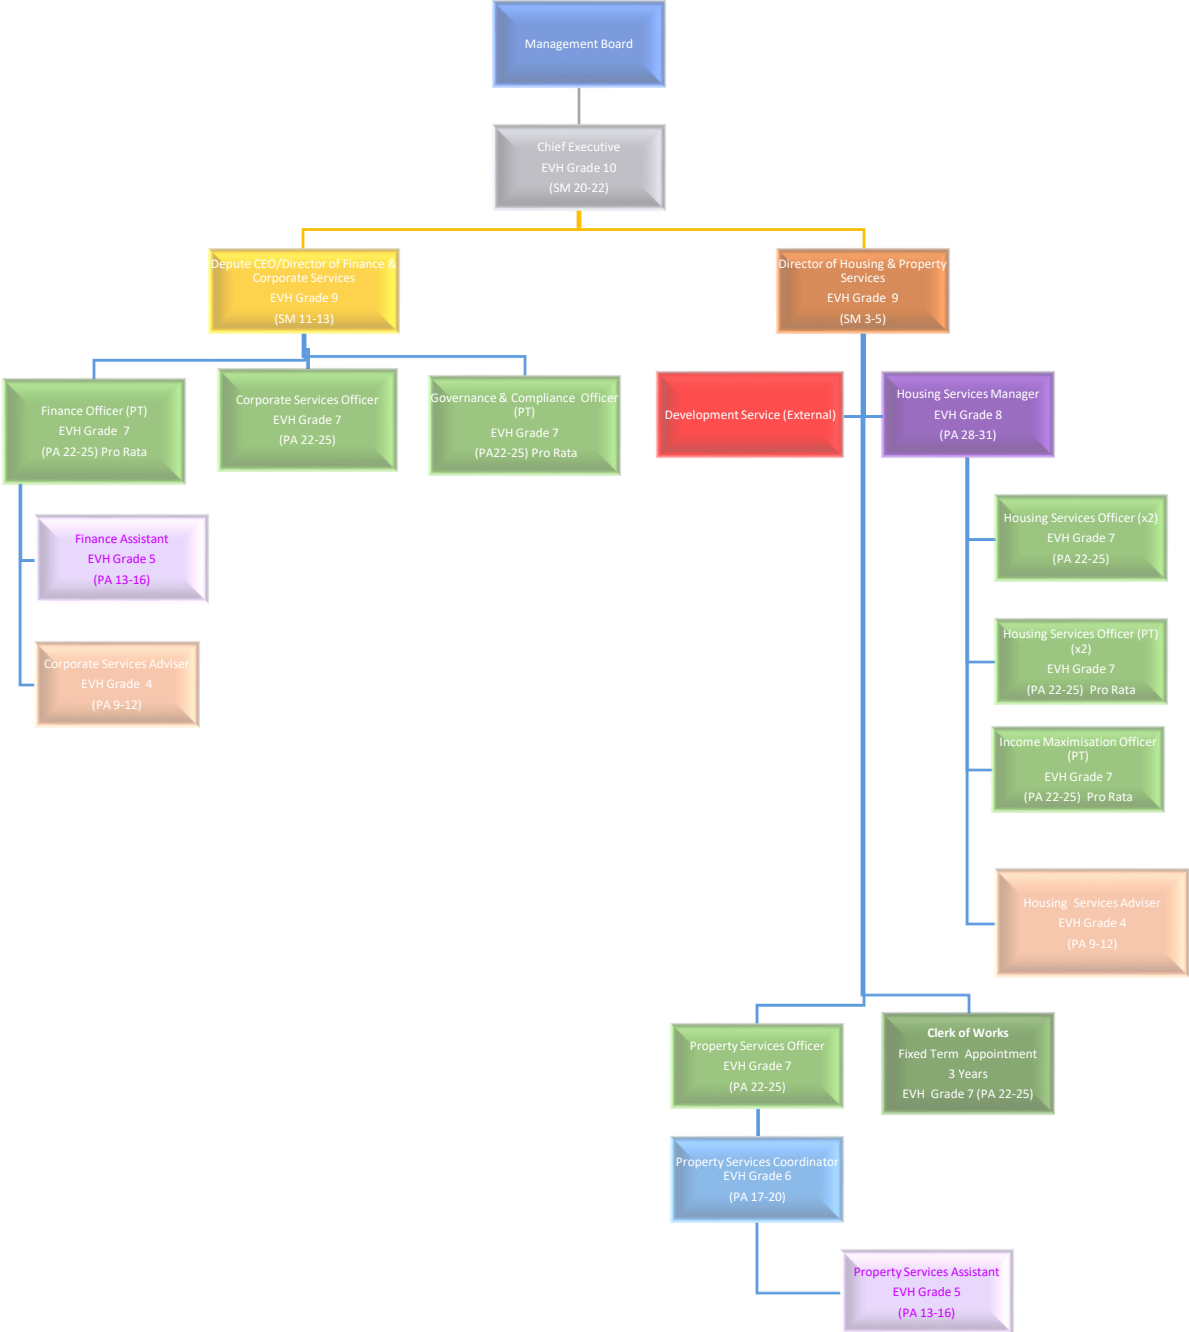 Management Board
Chief Executive
EVH Grade 10
(SM 20-22)
Depute CEO/Director of Finance &
Corporate Services
EVH Grade 9
(SM 11-13)
Director of Housing & Property
Services
EVH Grade 9
(SM 3-5)
Finance Officer (PT)
EVH Grade 7
(PA 22-25) Pro Rata
Corporate Services Officer
EVH Grade 7
(PA 22-25)
Governance & Compliance Officer
(PT)
EVH Grade 7
(PA22-25) Pro Rata
Development Service (External)
Housing Services Manager
EVH Grade 8
(PA 28-31)
Finance Assistant
EVH Grade 5
(PA 13-16)
Corporate Services Adviser
EVH Grade 4
(PA 9-12)
Housing Services Officer (x2)
EVH Grade 7
(PA 22-25)
Housing Services Officer (PT)
(x2)
EVH Grade 7
(PA 22-25) Pro Rata
Income Maximisation Officer
(PT)
EVH Grade 7
(PA 22-25) Pro Rata
Housing Services Adviser
EVH Grade 4
(PA 9-12)
Property Services Officer
EVH Grade 7
(PA 22-25)
Clerk of Works
Fixed Term Appointment
3 Years
EVH Grade 7 (PA 22-25)
Property Services Coordinator
EVH Grade 6
(PA 17-20)
Property Services Assistant
EVH Grade 5
(PA 13-16)